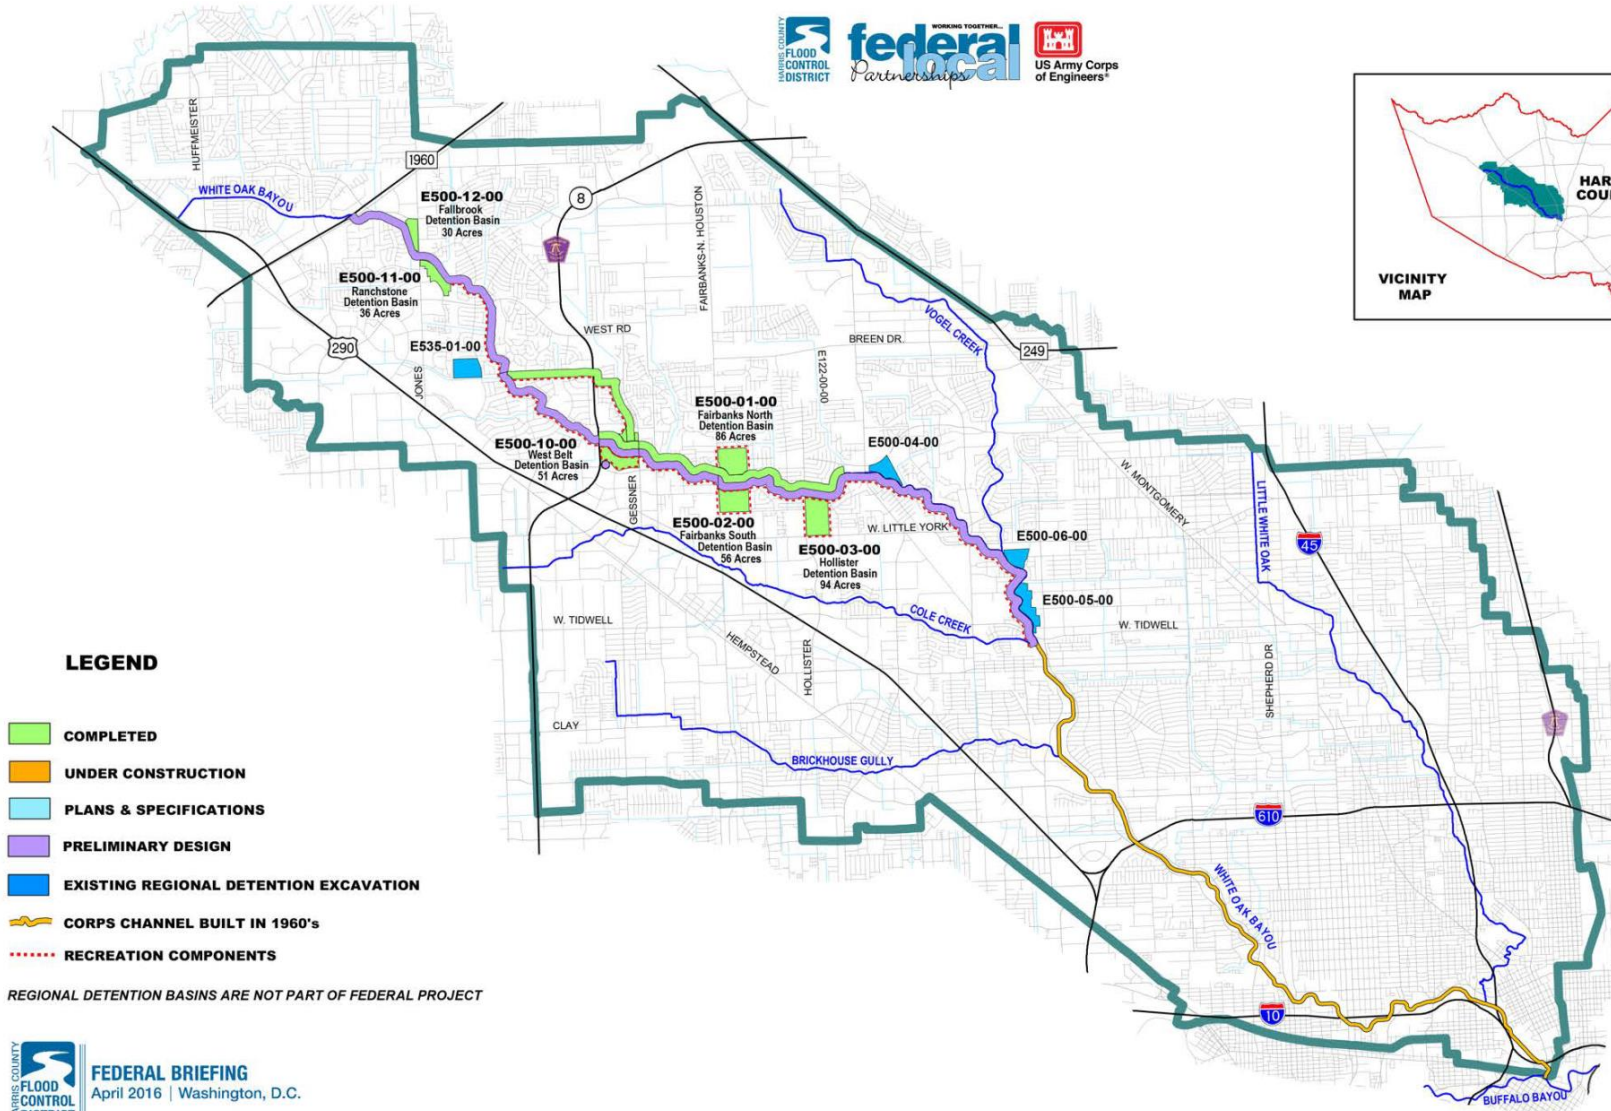 HARRIS COUNTY
FLOOD
CONTROL
DISTRICT
WORKING TOGETHER...
federal
local
Partnerships
US Army Corps
of Engineers®
HUFFMEISTER
1960
WHITE OAK BAYOU
E500-12-00
Fallbrook
Detention Basin
30 Acres
8
FAIRBANKS-N. HOUSTON
VICINITY
MAP
HAR
COU
E500-11-00
Ranchstone
Detention Basin
36 Acres
290
E535-01-00
JONES
WEST RD
BREEN DR.
VOGEL CREEK
249
E122-00-00
E500-01-00
Fairbanks North
Detention Basin
86 Acres
E500-10-00
West Belt
Detention Basin
51 Acres
GESSNER
E500-04-00
W. MONTGOMERY
LITTLE WHITE OAK
45
E500-02-00
Fairbanks South
Detention Basin
56 Acres
W. LITTLE YORK
E500-03-00
Hollister
Detention Basin
94 Acres
E500-06-00
E500-05-00
W. TIDWELL
COLE CREEK
W. TIDWELL
HEMPSTEAD
HOLLISTER
SHEPHERD DR
CLAY
BRICKHOUSE GULLY
610
WHITE OAK BAYOU
10
BUFFALO BAYOU
LEGEND
COMPLETED
UNDER CONSTRUCTION
PLANS & SPECIFICATIONS
PRELIMINARY DESIGN
EXISTING REGIONAL DETENTION EXCAVATION
CORPS CHANNEL BUILT IN 1960's
RECREATION COMPONENTS
REGIONAL DETENTION BASINS ARE NOT PART OF FEDERAL PROJECT
FLOOD
CONTROL
FEDERAL BRIEFING
April 2016 | Washington, D.C.